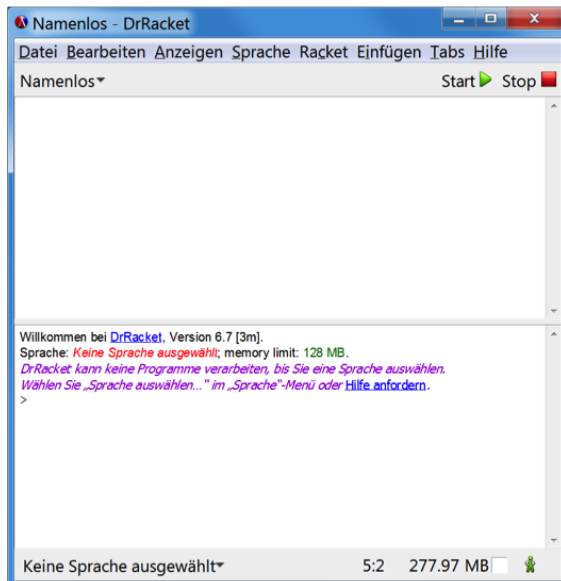 Namenlos - DrRacket
Datei Bearbeiten Anzeigen Sprache Racket Einfügen Tabs Hilfe
Namenlos Start Stop
Willkommen bei DrRacket, Version 6.7 [3m].
Sprache: Keine Sprache ausgewählt; memory limit: 128 MB.
DrRacket kann keine Programme verarbeiten, bis Sie eine Sprache auswählen.
Wählen Sie „Sprache auswählen...“ im „Sprache“-Menü oder Hilfe anfordern.
>
Keine Sprache ausgewählt 5:2 277.97 MB